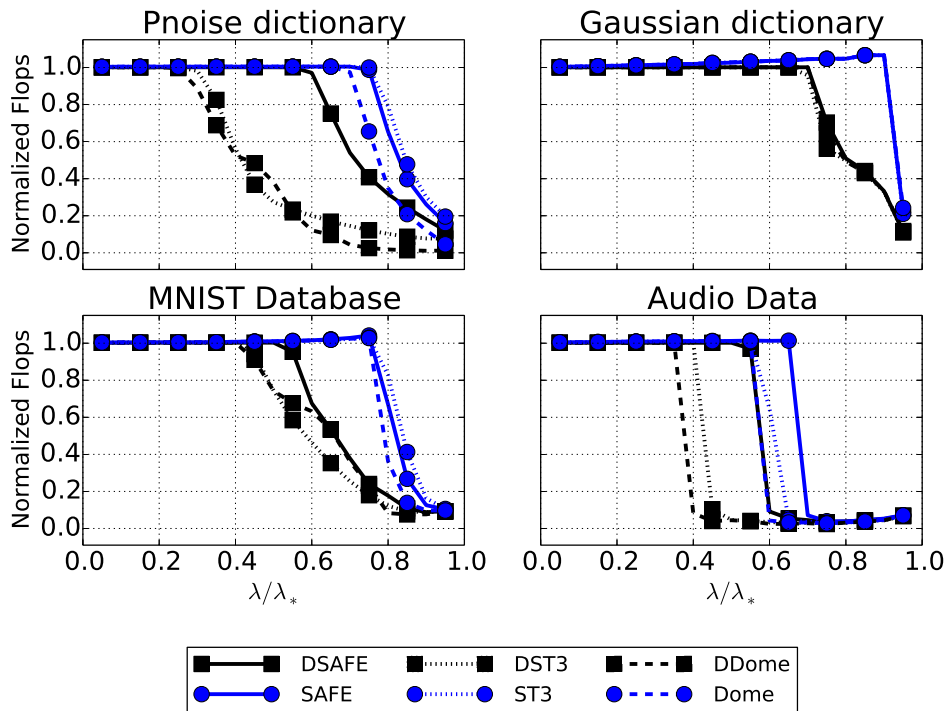 Pnoise dictionary
Gaussian dictionary
Normalized Flops
1.0
0.8
0.6
0.4
0.2
0.0
MNIST Database
Audio Data
Normalized Flops
1.0
0.8
0.6
0.4
0.2
0.0
0.0 0.2 0.4 0.6 0.8 1.0
0.0 0.2 0.4 0.6 0.8 1.0
λ/λ*
λ/λ*
DSAFE DST3 DDome
SAFE ST3 Dome